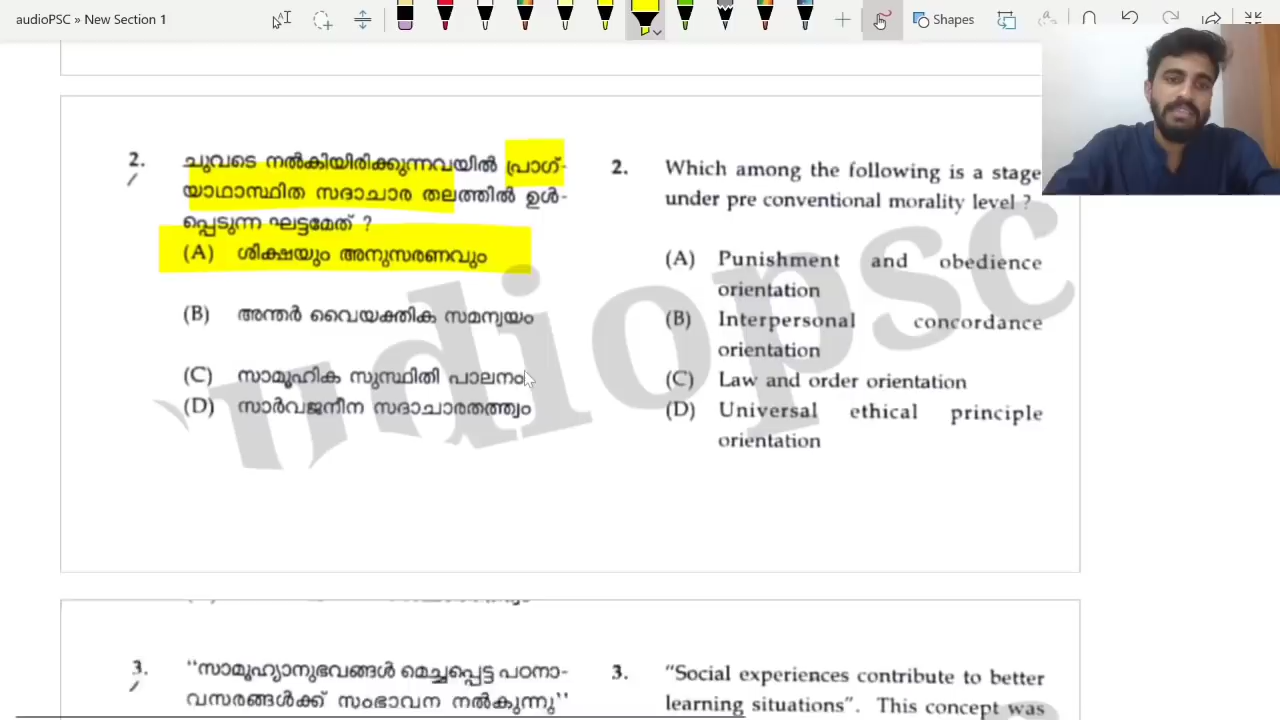 audioPSC » New Section 1
Shapes
2. ചുവടെ നൽകിയിരിക്കുന്നവയിൽ പ്രാഗ്-
യാഥാസ്ഥിത സദാചാര തലത്തിൽ ഉൾ-
പ്പെടുന്ന ഘട്ടമേത് ?
(A) ശിക്ഷയും അനുസരണവും
(B) അന്തർ വൈയക്തിക സമന്വയം
(C) സാമൂഹിക സുസ്ഥിതി പാലനം
(D) സാർവജനീന സദാചാരതത്ത്വം
2. Which among the following is a stage
under pre conventional morality level ?
(A) Punishment and obedience
orientation
(B) Interpersonal concordance
orientation
(C) Law and order orientation
(D) Universal ethical principle
orientation
audiopsc
3. “സാമൂഹ്യാനുഭവങ്ങൾ മെച്ചപ്പെട്ട പഠനാ-
വസരങ്ങൾക്ക് സംഭാവന നൽകുന്നു”
3. “Social experiences contribute to better
learning situations”. This concept was